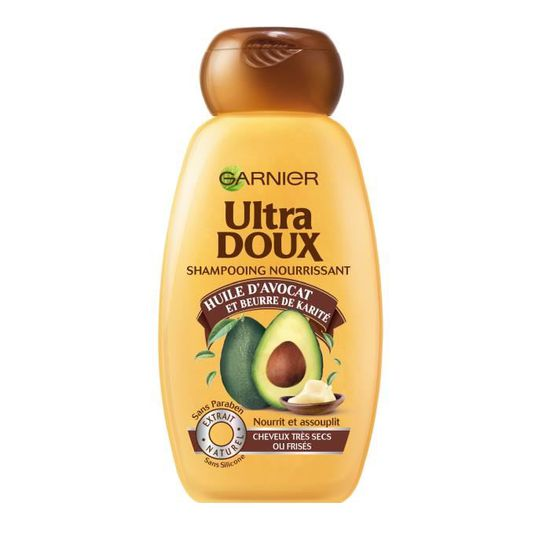 GARNIER
Ultra
DOUX
SHAMPOOING NOURRISSANT
HUILE D'AVOCAT
ET BEURRE DE KARITÉ
Sans Paraben
EXTRAIT
NATUREL
Sans Silicone
Nourrit et assouplit
CHEVEUX TRÈS SECS
OU FRISÉS